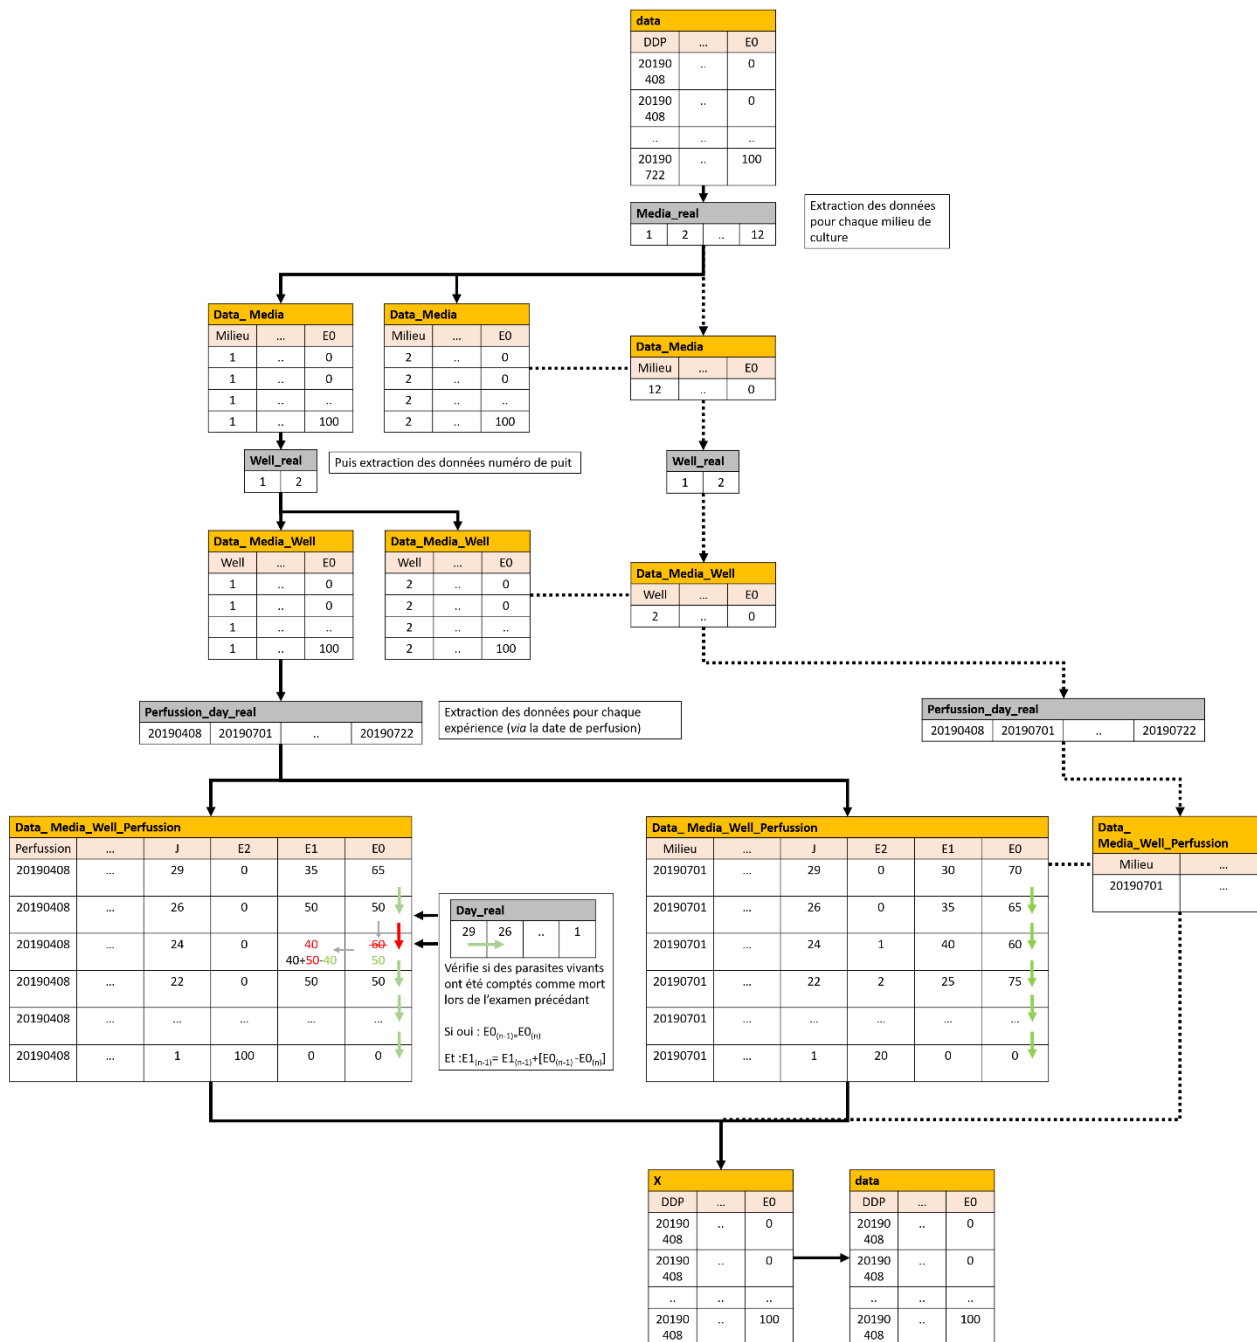 data
DDP ... E0
20190 .. 0
408
20190 .. 0
408
.. .. ..
20190 .. 100
722
Media_real
1 2 .. 12
Extraction des données
pour chaque milieu de
culture
Data_ Media
Milieu ... E0
1 .. 0
1 .. 0
1 .. ..
1 .. 100
Data_Media
Milieu ... E0
2 .. 0
2 .. 0
2 .. ..
2 .. 100
Data_Media
Milieu ... E0
12 .. 0
Well_real
1 2
Puis extraction des données numéro de puit
Well_real
1 2
Data_ Media_Well
Well ... E0
1 .. 0
1 .. 0
1 .. ..
1 .. 100
Data_Media_Well
Well ... E0
2 .. 0
2 .. 0
2 .. ..
2 .. 100
Data_Media_Well
Well ... E0
2 .. 0
Perfussion_day_real
20190408 20190701 .. 20190722
Extraction des données pour chaque
expérience (via la date de perfusion)
Perfussion_day_real
20190408 20190701 .. 20190722
Data_ Media_Well_Perfussion
Perfussion ... J E2 E1 E0
20190408 ... 29 0 35 65
20190408 ... 26 0 50 50
20190408 ... 24 0 40 60
40+50-40 50
20190408 ... 22 0 50 50
20190408 ... ... ... ... ...
20190408 ... 1 100 0 0
Day_real
29 26 .. 1
Vérifie si des parasites vivants
ont été comptés comme mort
lors de l'examen précédant
Si oui : E0(n-1)=E0(n)
Et :E1(n-1)= E1(n-1)+[E0(n-1) -E0(n)]
Data_ Media_Well_Perfussion
Milieu ... J E2 E1 E0
20190701 ... 29 0 30 70
20190701 ... 26 0 35 65
20190701 ... 24 1 40 60
20190701 ... 22 2 25 75
20190701 ... ... ... ... ...
20190701 ... 1 20 0 0
Data_
Media_Well_Perfussion
Milieu ...
20190701 ...
X
DDP ... E0
20190 .. 0
408
20190 .. 0
408
.. .. ..
20190 .. 100
408
data
DDP ... E0
20190 .. 0
408
20190 .. 0
408
.. .. ..
20190 .. 100
408